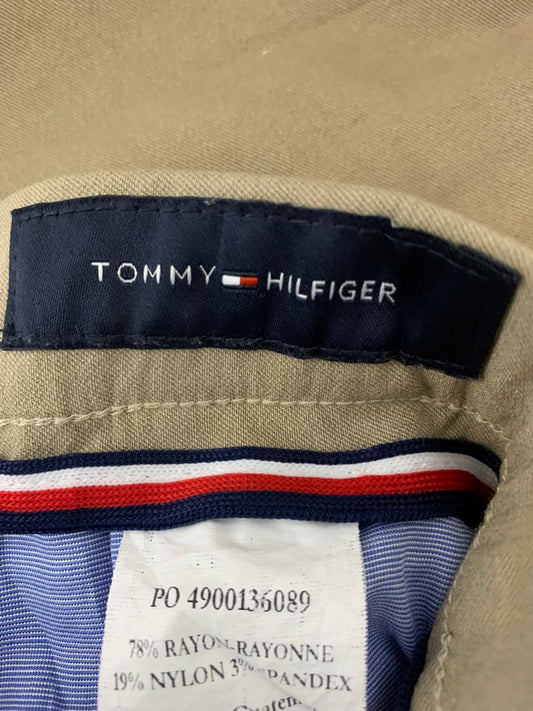 TOMMY HILFIGER
PO 4900136089
78% RAYON-RAYONNE
19% NYLON 3% SPANDEX